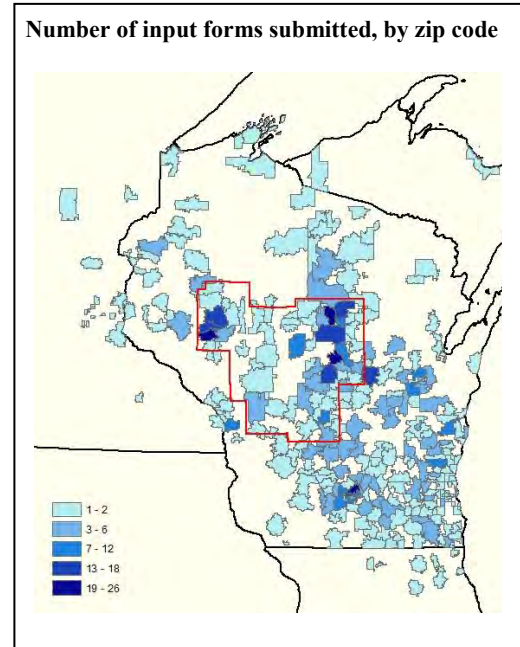 Number of input forms submitted, by zip code
1 - 2
3 - 6
7 - 12
13 - 18
19 - 26